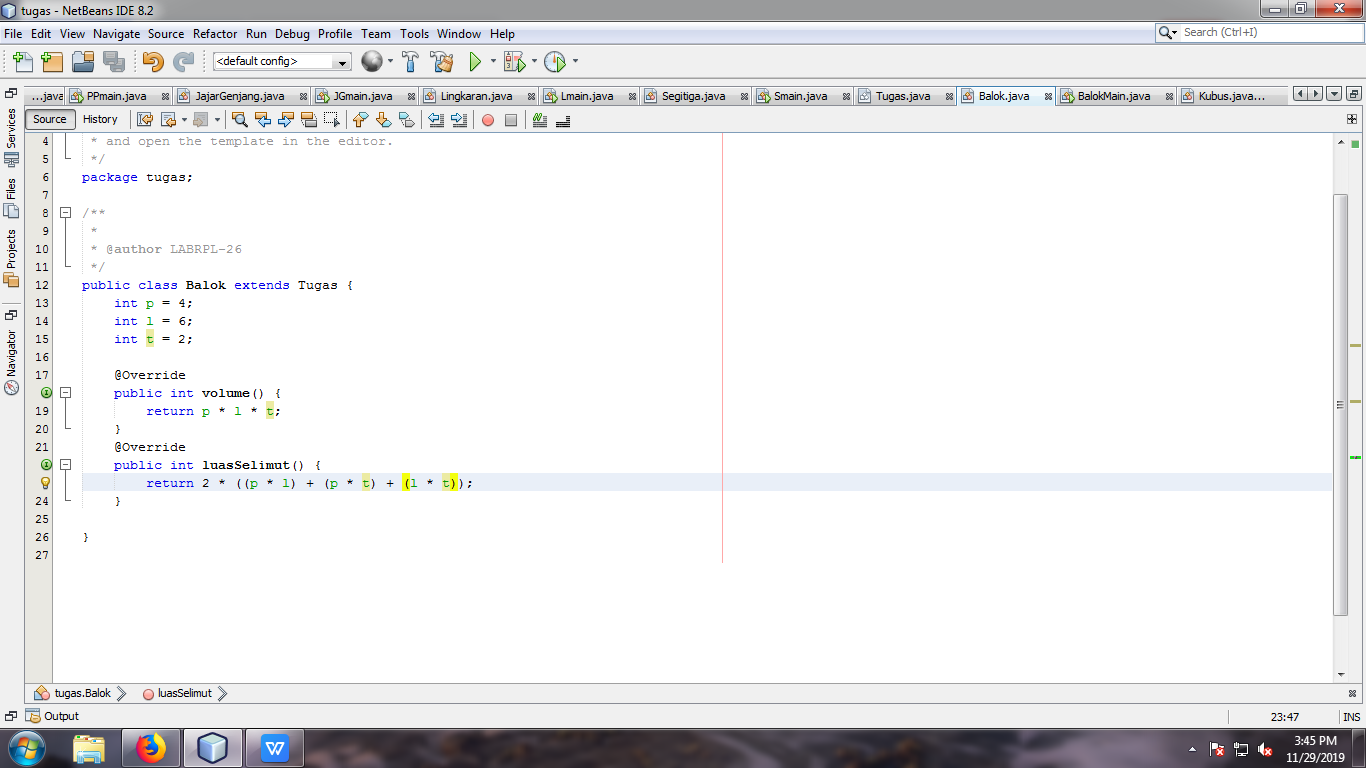 tugas - NetBeans IDE 8.2
File Edit View Navigate Source Refactor Run Debug Profile Team Tools Window Help
Search (Ctrl+I)
<default config>
...java PPmain.java JajarGenjang.java JGmain.java Lingkaran.java Lmain.java Segitiga.java Smain.java Tugas.java Balok.java BalokMain.java Kubus.java...
Source History
Services
Files
Projects
Navigator
4 * and open the template in the editor.
5 */
6 package tugas;
7
8 /**
9 *
10 * @author LABRPL-26
11 */
12 public class Balok extends Tugas {
13 int p = 4;
14 int l = 6;
15 int t = 2;
16
17 @Override
public int volume() {
19 return p * l * t;
20 }
21 @Override
public int luasSelimut() {
return 2 * ((p * l) + (p * t) + (l * t));
24 }
25
26 }
27
tugas.Balok luasSelimut
Output
23:47 INS
W
3:45 PM
11/29/2019